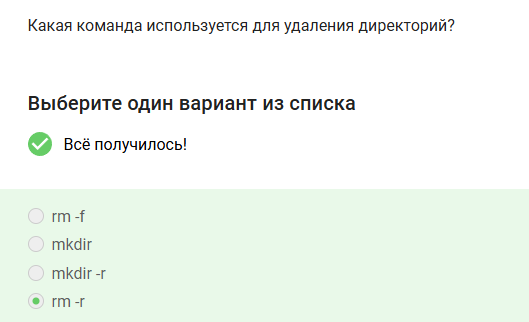 Какая команда используется для удаления директорий?
Выберите один вариант из списка
Всё получилось!
rm -f
mkdir
mkdir -r
rm -r